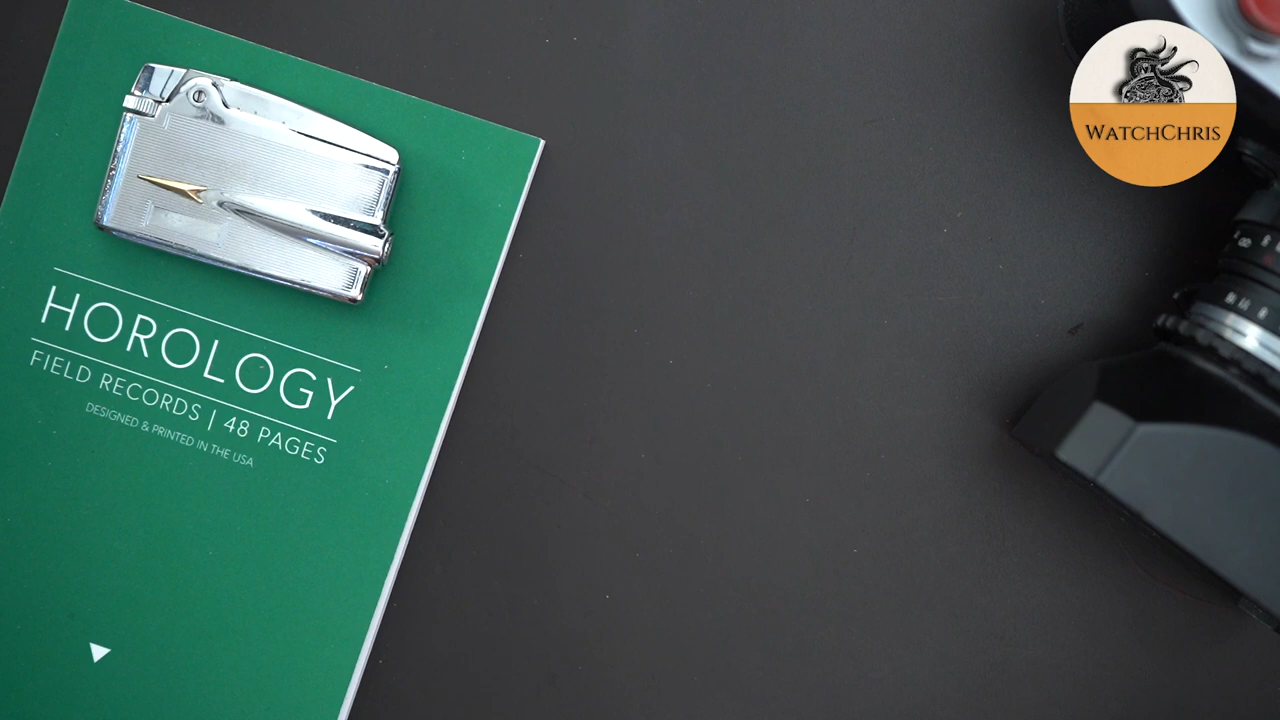 WATCHCHRIS
HOROLOGY
FIELD RECORDS | 48 PAGES
DESIGNED & PRINTED IN THE USA